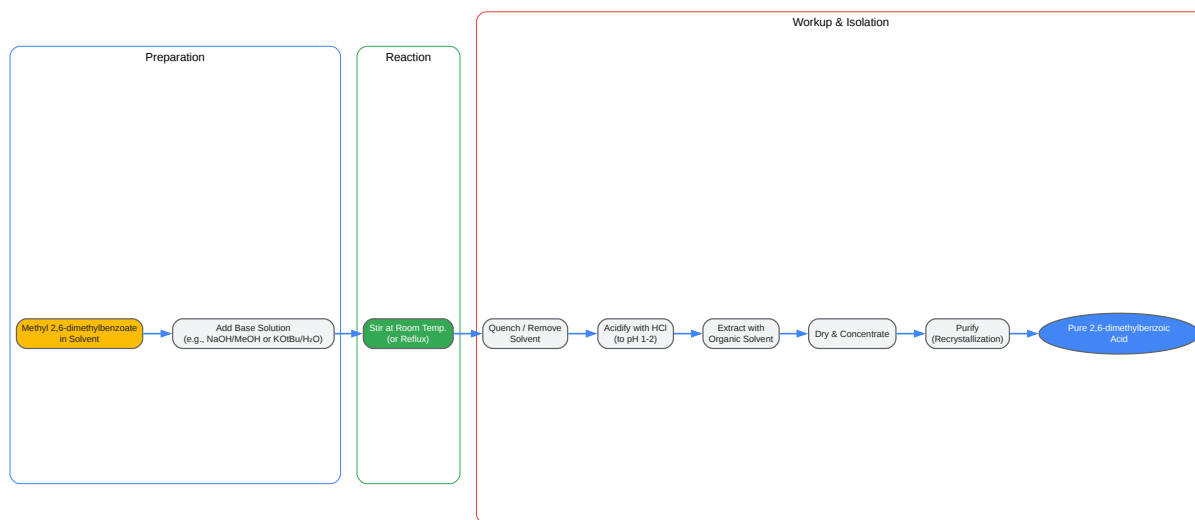 Workup & Isolation
Preparation
Reaction
Methyl 2,6-dimethylbenzoate
in Solvent
Add Base Solution
(e.g., NaOH/MeOH or KOtBu/H₂O)
Stir at Room Temp.
(or Reflux)
Quench / Remove
Solvent
Acidify with HCl
(to pH 1-2)
Extract with
Organic Solvent
Dry & Concentrate
Purify
(Recrystallization)
Pure 2,6-dimethylbenzoic
Acid